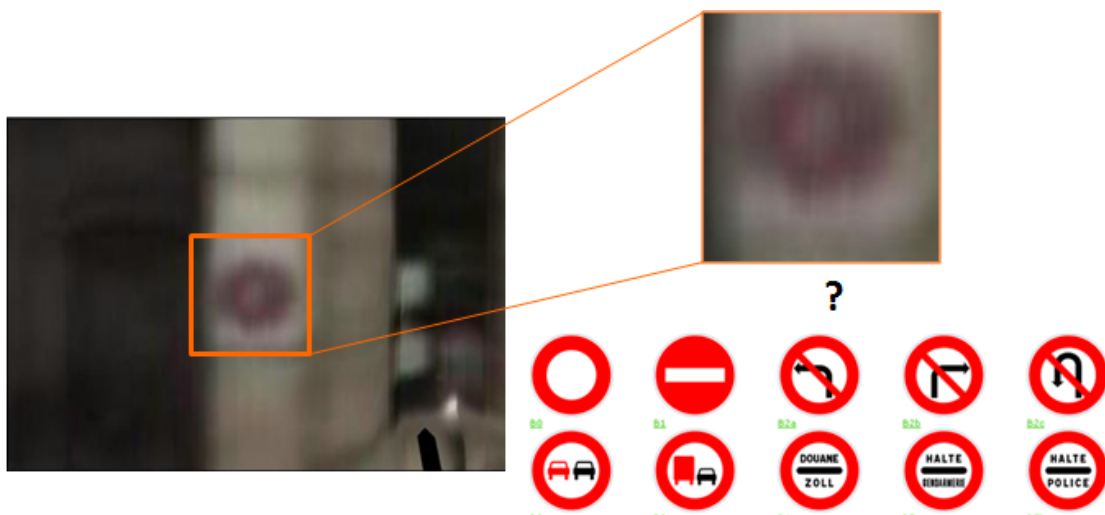 ?
B0 B1 B2a B2b B2c
DOUANE HALTE HALTE
ZOLL GENDARMERIE POLICE